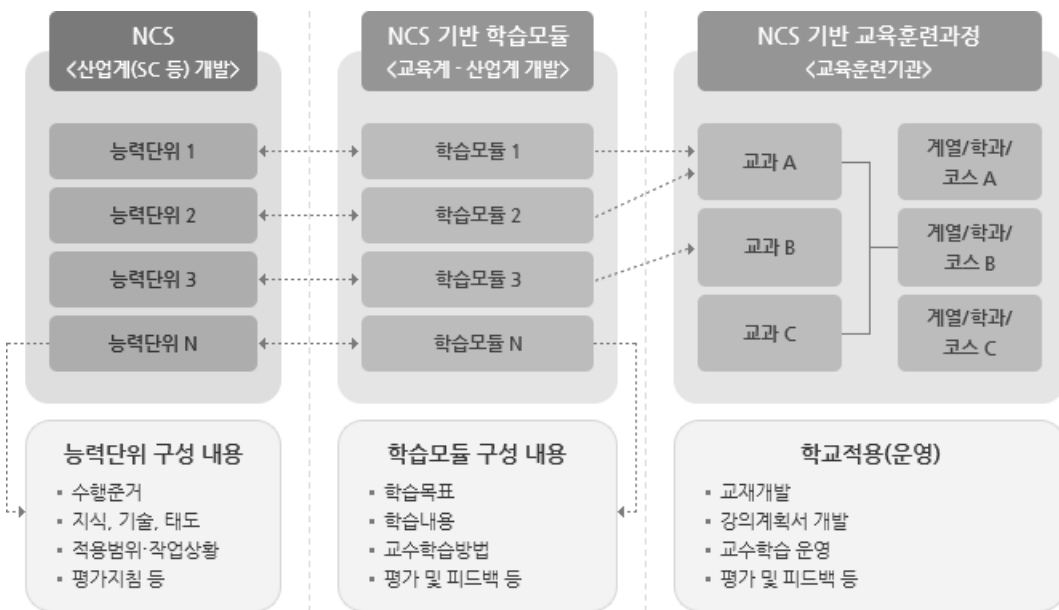 NCS
<산업계(SC 등) 개발>
능력단위 1
능력단위 2
능력단위 3
능력단위 N
능력단위 구성 내용
▪ 수행준거
▪ 지식, 기술, 태도
▪ 적용범위·작업상황
▪ 평가지침 등
NCS 기반 학습모듈
<교육계 - 산업계 개발>
학습모듈 1
학습모듈 2
학습모듈 3
학습모듈 N
학습모듈 구성 내용
▪ 학습목표
▪ 학습내용
▪ 교수학습방법
▪ 평가 및 피드백 등
NCS 기반 교육훈련과정
<교육훈련기관>
교과 A
교과 B
교과 C
계열/학과/
코스 A
계열/학과/
코스 B
계열/학과/
코스 C
학교적용(운영)
▪ 교재개발
▪ 강의계획서 개발
▪ 교수학습 운영
▪ 평가 및 피드백 등